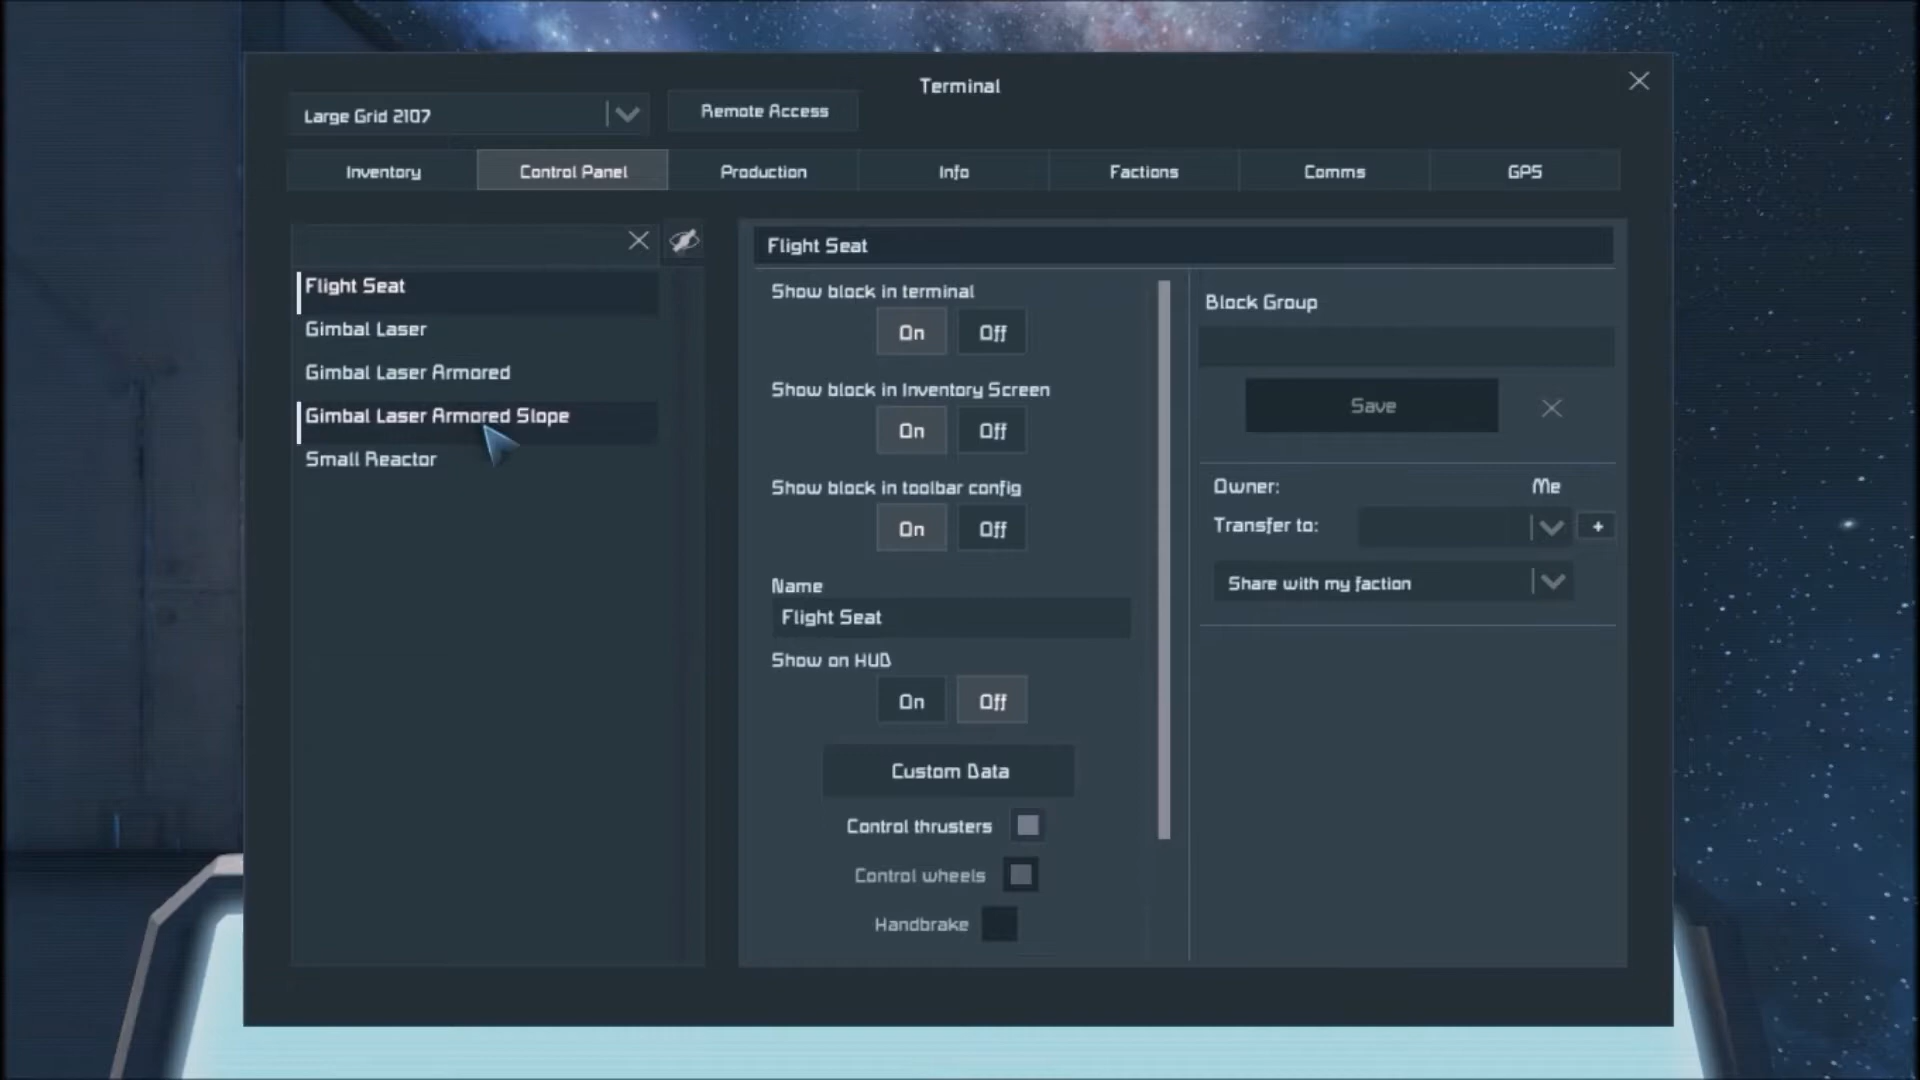 Terminal
Large Grid 2107
Remote Access
Inventory
Control Panel
Production
Info
Factions
Comms
GPS
Flight Seat
Gimbal Laser
Gimbal Laser Armored
Gimbal Laser Armored Slope
Small Reactor
Flight Seat
Show block in terminal
On Off
Show block in Inventory Screen
On Off
Show block in toolbar config
On Off
Name
Flight Seat
Show on HUD
On Off
Custom Data
Control thrusters
Control wheels
Handbrake
Block Group
Save
Owner: Me
Transfer to: +
Share with my faction